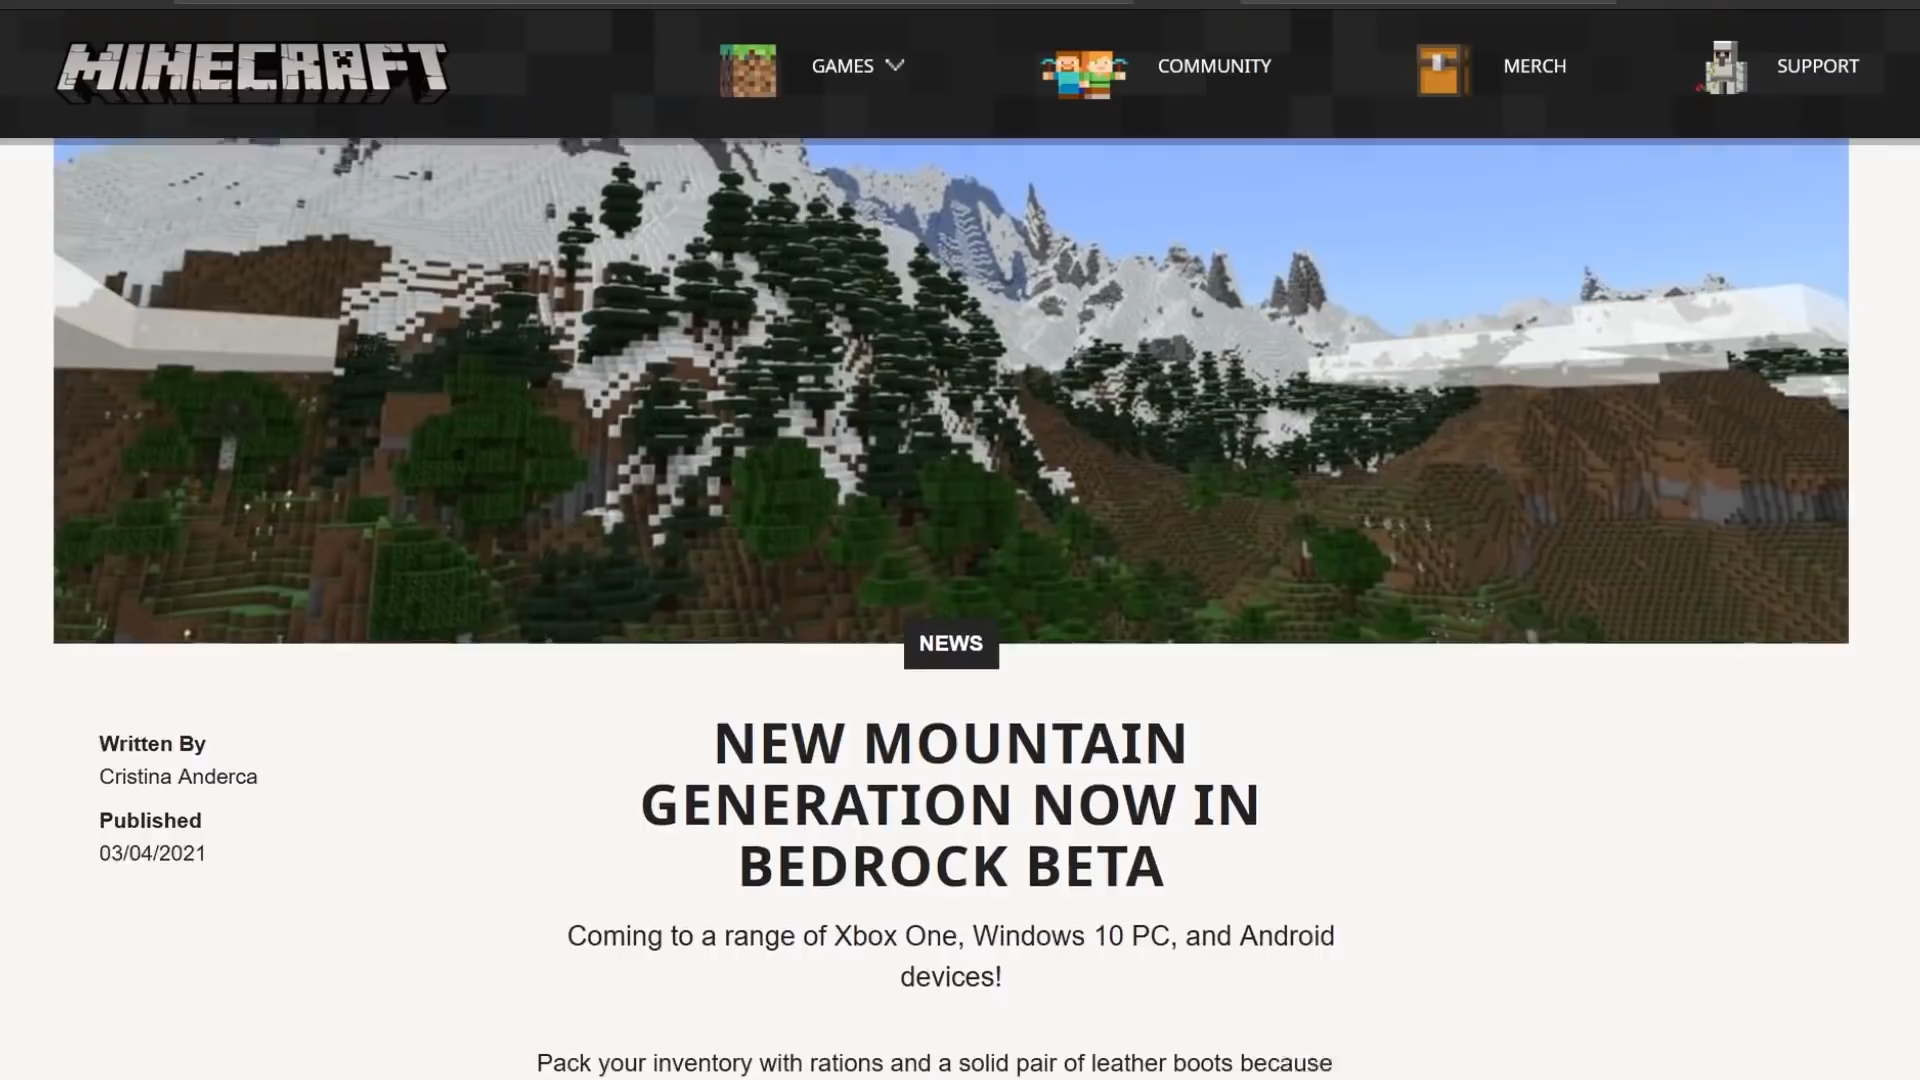 MINECRAFT
GAMES
COMMUNITY
MERCH
SUPPORT
NEWS
Written By
Cristina Anderca
Published
03/04/2021
NEW MOUNTAIN
GENERATION NOW IN
BEDROCK BETA
Coming to a range of Xbox One, Windows 10 PC, and Android
devices!
Pack your inventory with rations and a solid pair of leather boots because